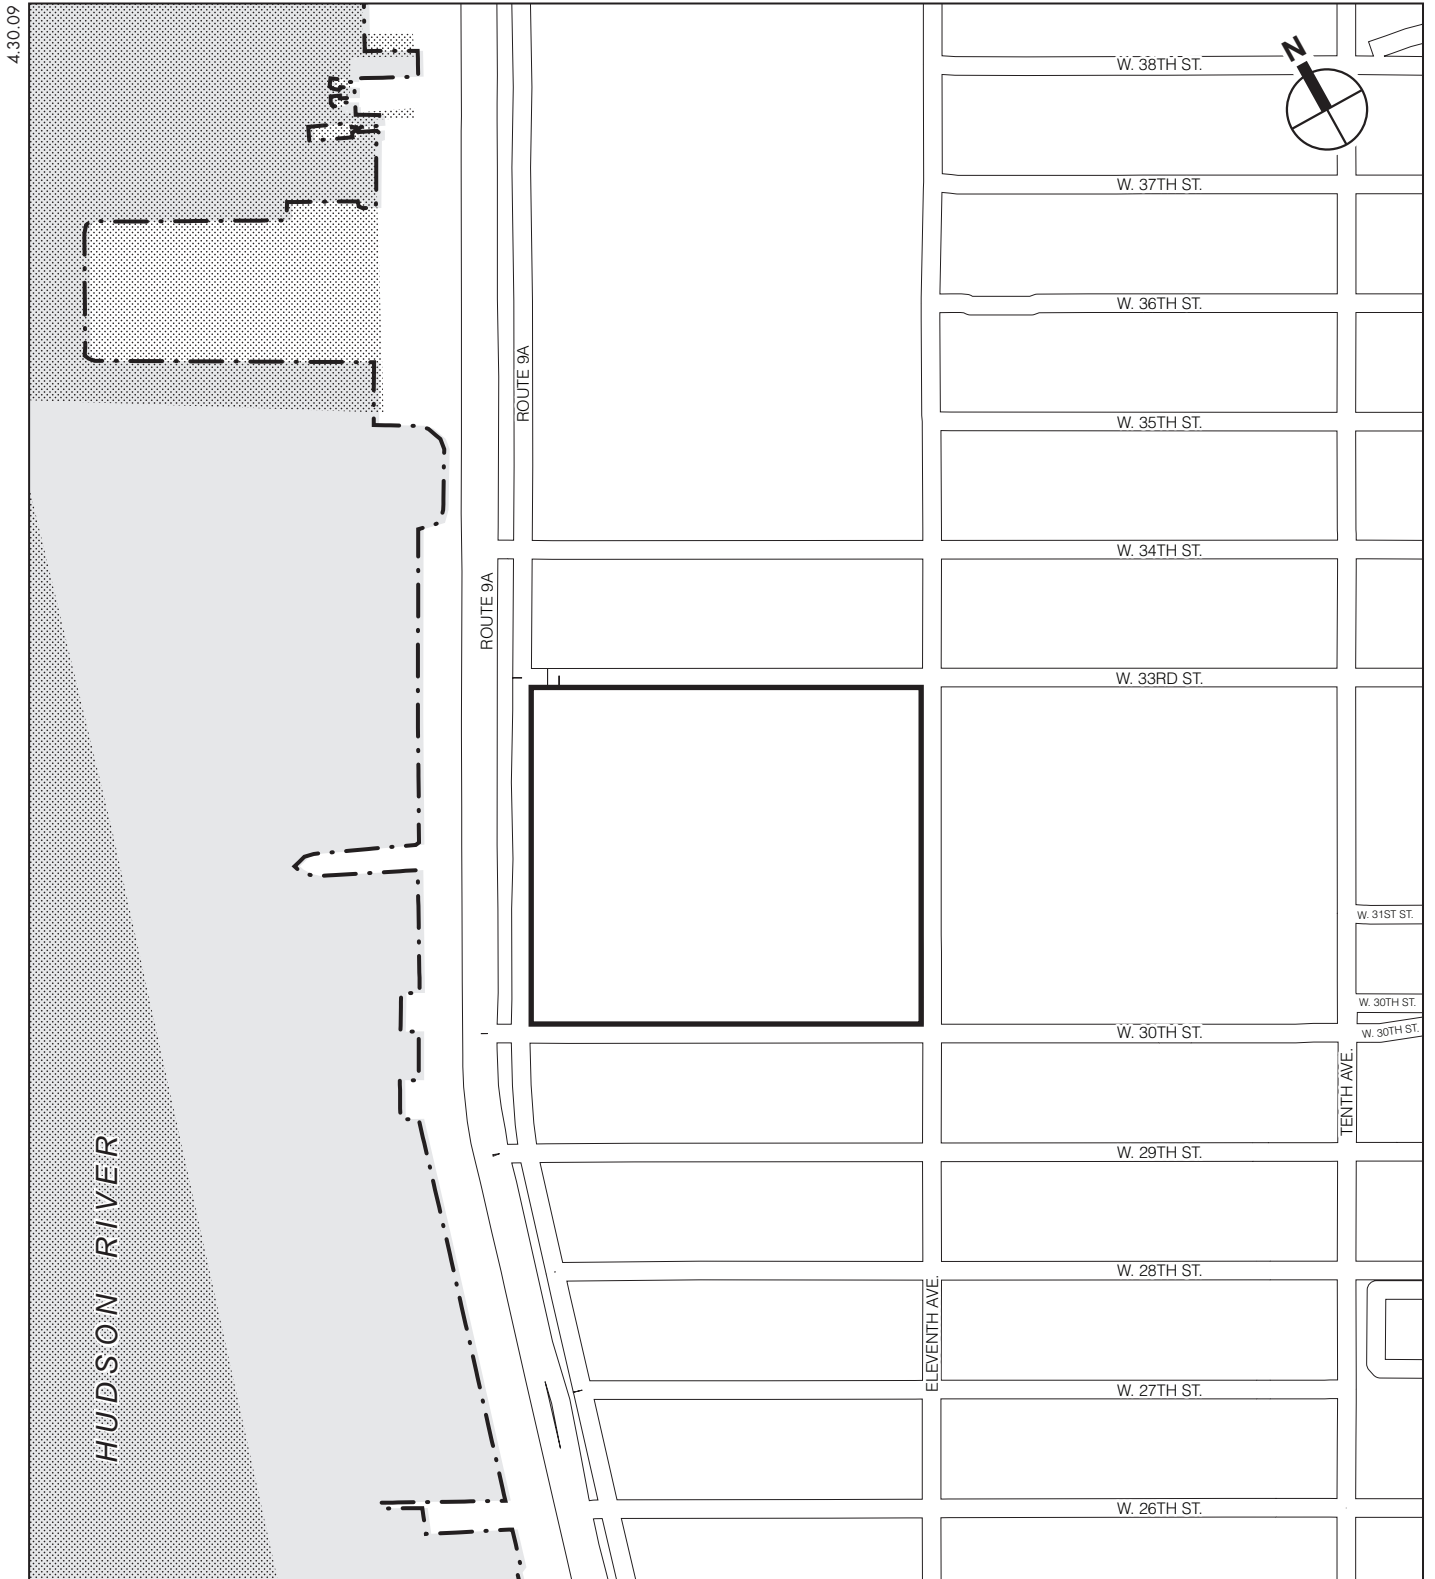 4.30.09
N
W. 38TH ST.
W. 37TH ST.
W. 36TH ST.
ROUTE 9A
W. 35TH ST.
W. 34TH ST.
ROUTE 9A
W. 33RD ST.
W. 31ST ST.
W. 30TH ST.
W. 30TH ST.
W. 30TH ST.
TENTH AVE.
W. 29TH ST.
HUDSON RIVER
W. 28TH ST.
ELEVENTH AVE.
W. 27TH ST.
W. 26TH ST.